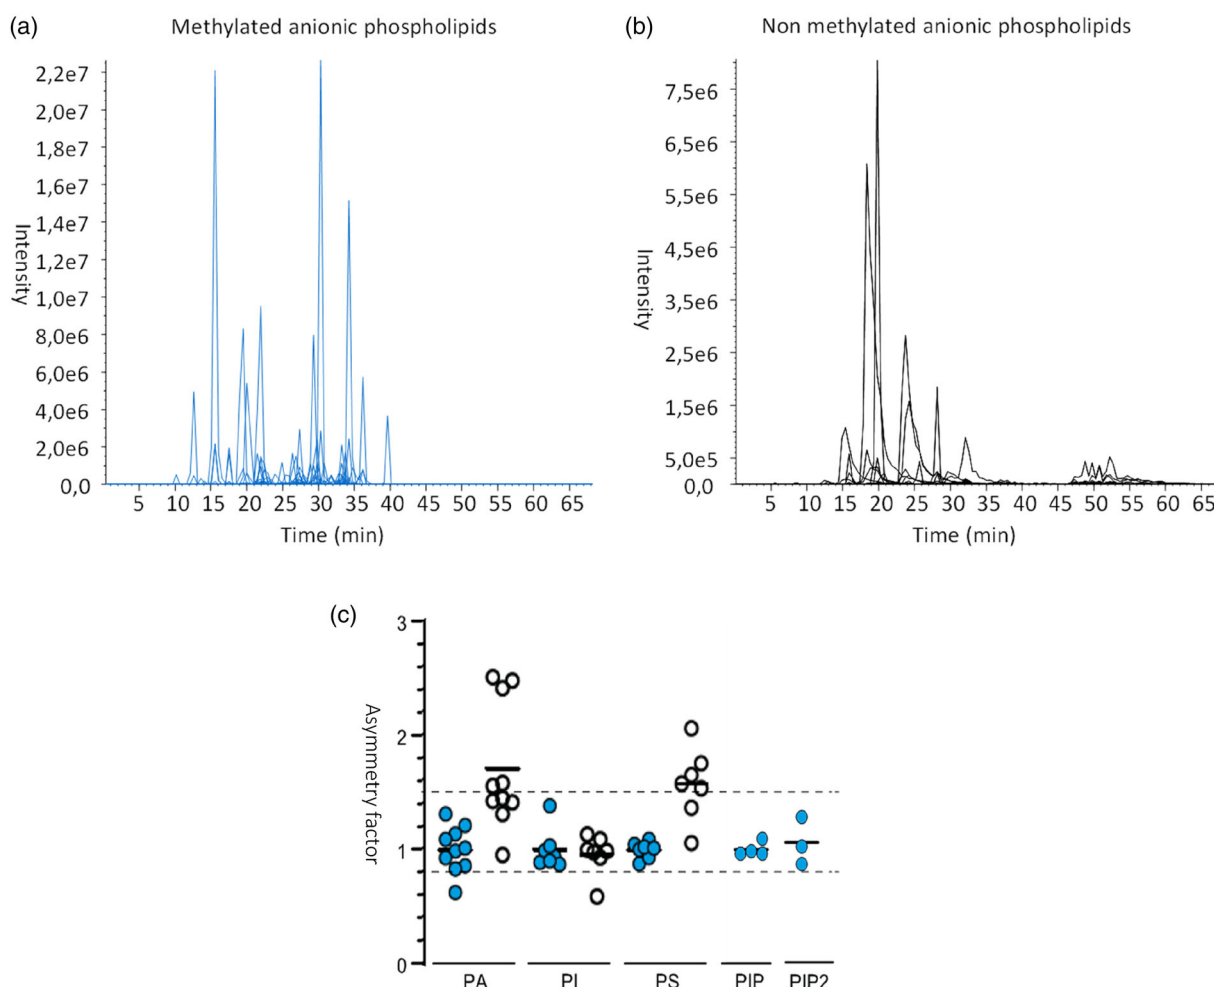 (a)
Methylated anionic phospholipids
2,2e7
2,0e7
1,8e7
1,6e7
1,4e7
1,2e7
1,0e7
8,0e6
6,0e6
4,0e6
2,0e6
0,0
Intensity
5 10 15 20 25 30 35 40 45 50 55 60 65
Time (min)
(b)
Non methylated anionic phospholipids
7,5e6
6,5e6
5,5e6
4,5e6
3,5e6
2,5e6
1,5e6
5,0e5
0,0
Intensity
5 10 15 20 25 30 35 40 45 50 55 60 65
Time (min)
(c)
3
2
1
0
Asymmetry factor
PA PI PS PIP PIP2